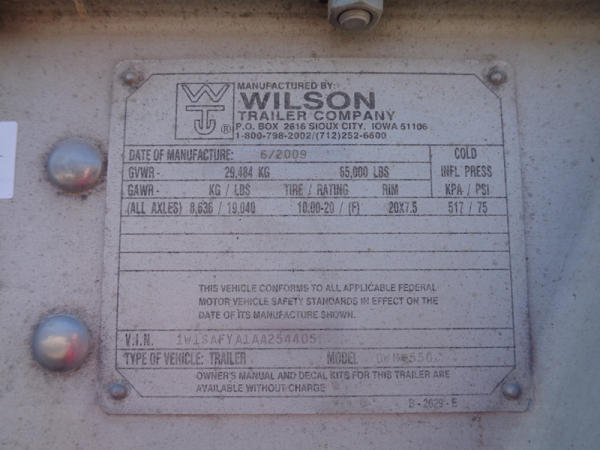 MANUFACTURED BY:
WILSON
TRAILER COMPANY
P.O. BOX 2616 SIOUX CITY, IOWA 51106
1-800-798-2002/(712)252-6600
DATE OF MANUFACTURE: 6/2009 COLD
GVWR - 29,484 KG 65,000 LBS INFL PRESS
GAWR - KG / LBS TIRE / RATING RIM KPA / PSI
(ALL AXLES) 8,636 / 19,040 10.00-20 / (F) 20X7.5 517 / 75
THIS VEHICLE CONFORMS TO ALL APPLICABLE FEDERAL
MOTOR VEHICLE SAFETY STANDARDS IN EFFECT ON THE
DATE OF ITS MANUFACTURE SHOWN.
V.I.N. 1W1SAFYA1AA254405
TYPE OF VEHICLE: TRAILER MODEL
OWNER'S MANUAL AND DECAL KITS FOR THIS TRAILER ARE
AVAILABLE WITHOUT CHARGE
B - 2629 - E